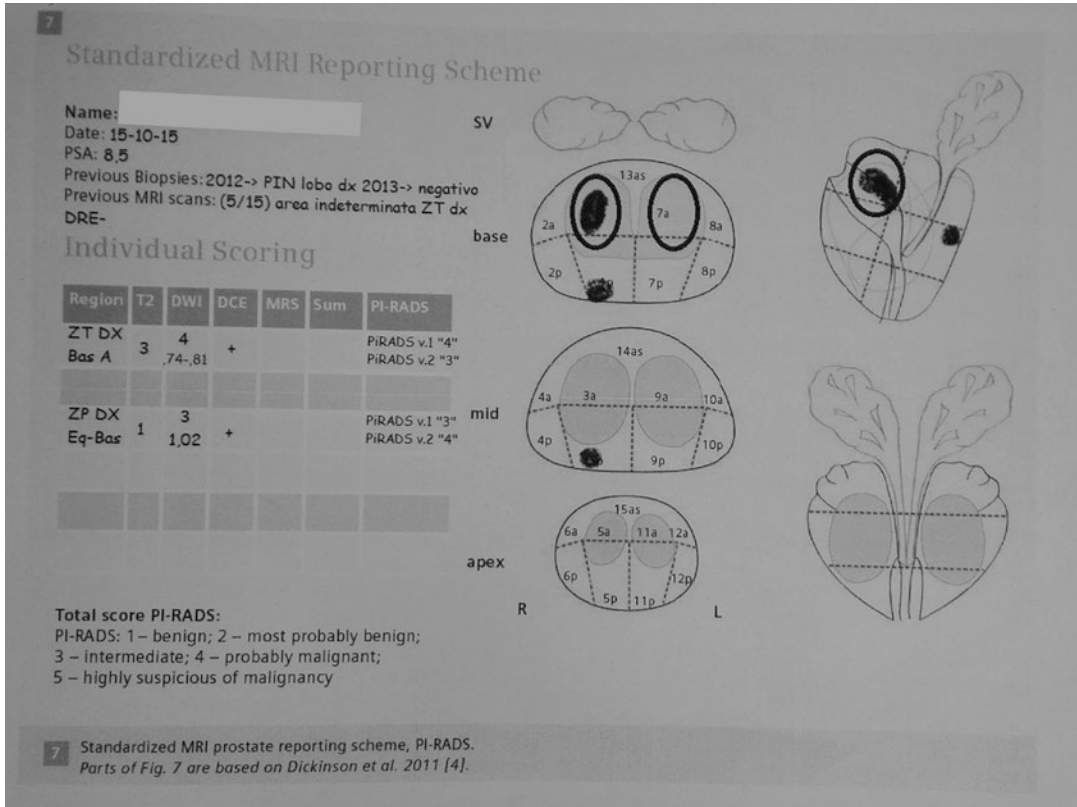 7
Standardized MRI Reporting Scheme
Name:
Date: 15-10-15
PSA: 8,5
Previous Biopsies: 2012-> PIN lobo dx 2013-> negativo
Previous MRI scans: (5/15) area indeterminata ZT dx
DRE-
Individual Scoring
Region T2 DWI DCE MRS Sum PI-RADS
ZT DX 3 4 + PiRADS v.1 "4"
Bas A .74-.81 PiRADS v.2 "3"
ZP DX 1 3 + PiRADS v.1 "3"
Eq-Bas 1,02 PiRADS v.2 "4"
Total score PI-RADS:
PI-RADS: 1 – benign; 2 – most probably benign;
3 – intermediate; 4 – probably malignant;
5 – highly suspicious of malignancy
SV
base
13as
2a 7a 8a
2p 7p 8p
mid
14as
4a 3a 9a 10a
4p 9p 10p
apex
15as
6a 5a 11a 12a
6p 5p 11p 12p
R L
7 Standardized MRI prostate reporting scheme, PI-RADS.
Parts of Fig. 7 are based on Dickinson et al. 2011 [4].